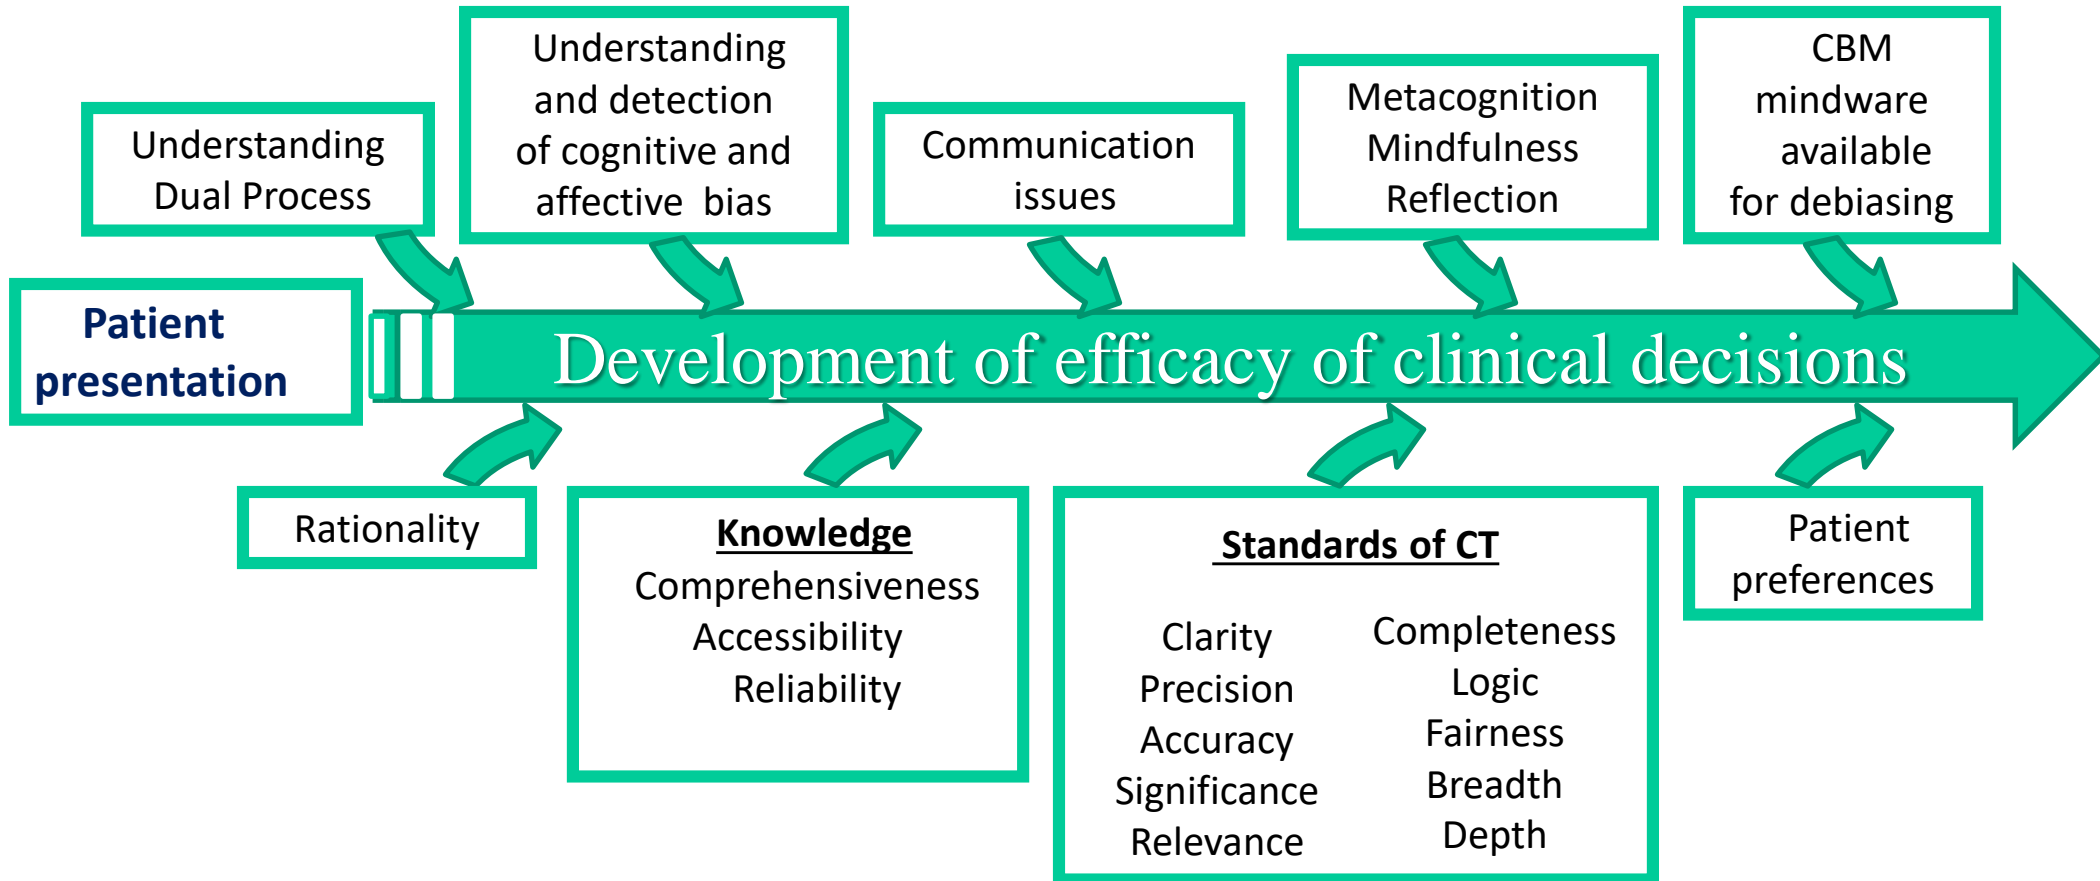 Understanding
Dual Process
Understanding
and detection
of cognitive and
affective bias
Communication
issues
Metacognition
Mindfulness
Reflection
CBM
mindware
available
for debiasing
Patient
presentation
Development of efficacy of clinical decisions
Rationality
Knowledge
Comprehensiveness
Accessibility
Reliability
Standards of CT
Clarity
Precision
Accuracy
Significance
Relevance
Completeness
Logic
Fairness
Breadth
Depth
Patient
preferences